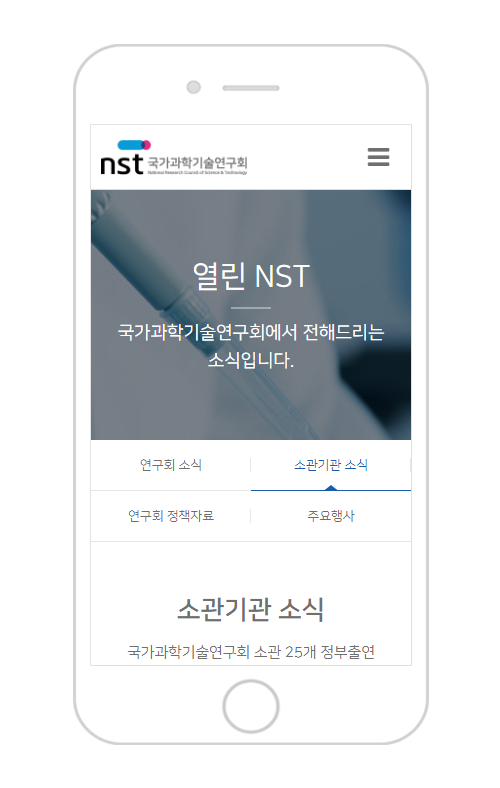 nst 국가과학기술연구회
National Research Council of Science & Technology
열린 NST
국가과학기술연구회에서 전해드리는
소식입니다.
연구회 소식
소관기관 소식
연구회 정책자료
주요행사
소관기관 소식
국가과학기술연구회 소관 25개 정부출연